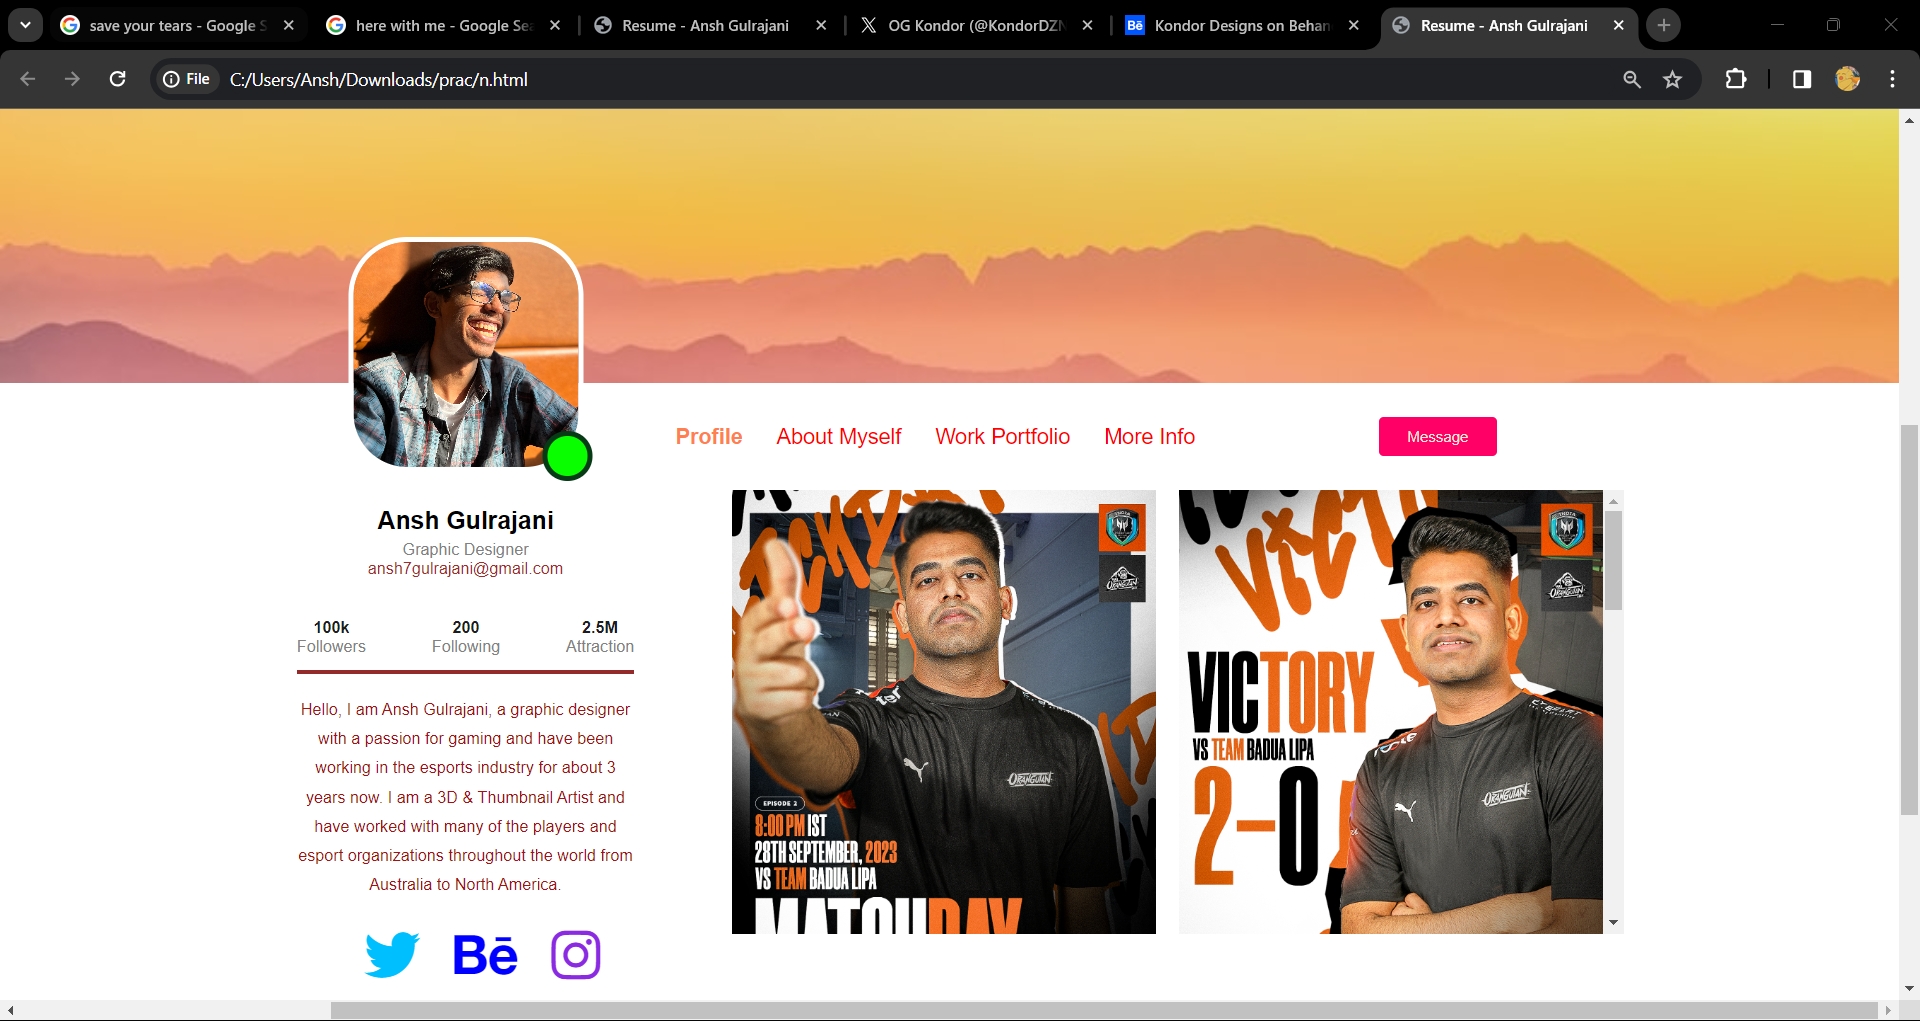 save your tears - Google S
here with me - Google Sea
Resume - Ansh Gulrajani
OG Kondor (@KondorDZN
Bē Kondor Designs on Behan
Resume - Ansh Gulrajani
File C:/Users/Ansh/Downloads/prac/n.html
Profile About Myself Work Portfolio More Info Message
Ansh Gulrajani
Graphic Designer
ansh7gulrajani@gmail.com
100k 200 2.5M
Followers Following Attraction
Hello, I am Ansh Gulrajani, a graphic designer
with a passion for gaming and have been
working in the esports industry for about 3
years now. I am a 3D & Thumbnail Artist and
have worked with many of the players and
esport organizations throughout the world from
Australia to North America.
Bē
INDIA
ORANGUTAN
ORANGUTAN
EPISODE 2
8:00 PM IST
28TH SEPTEMBER, 2023
VS TEAM BADUA LIPA
MATCHDAY
INDIA
ORANGUTAN
VICTORY
VS TEAM BADUA LIPA
2–0
ORANGUTAN